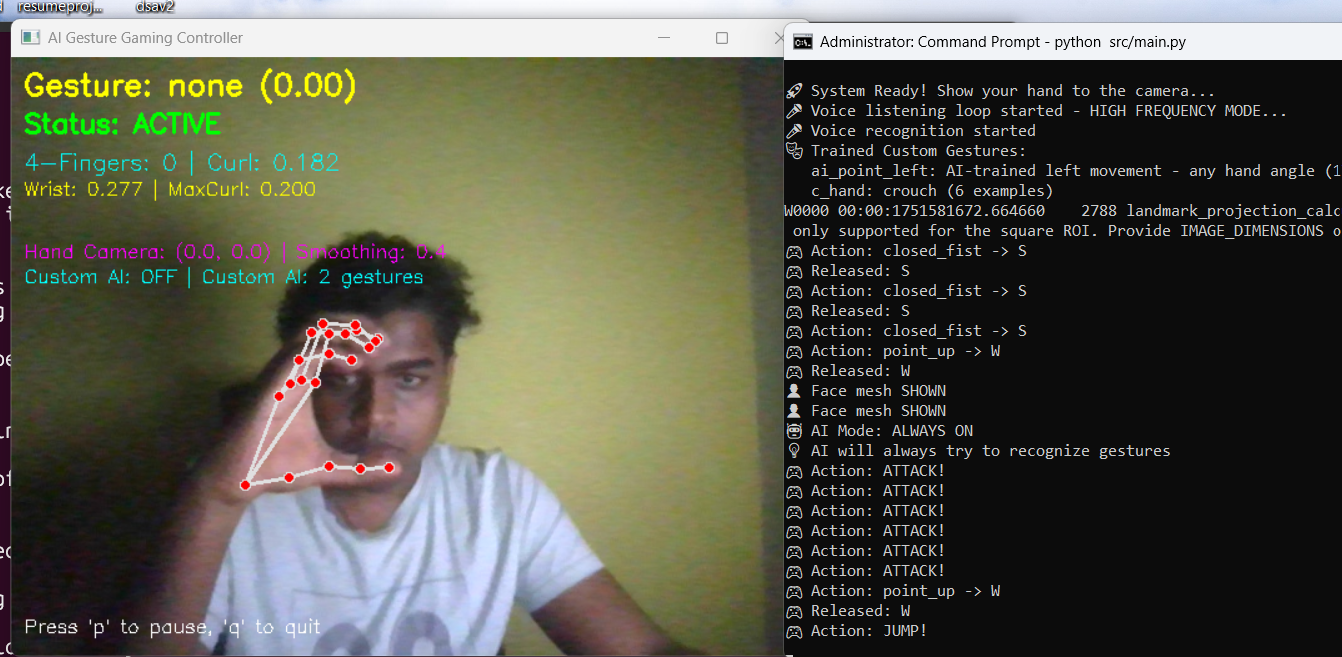 resumeproj...
dsav2
AI Gesture Gaming Controller
Gesture: none (0.00)
Status: ACTIVE
4-Fingers: 0 | Curl: 0.182
Wrist: 0.277 | MaxCurl: 0.200
Hand Camera: (0.0, 0.0) | Smoothing: 0.4
Custom AI: OFF | Custom AI: 2 gestures
Press 'p' to pause, 'q' to quit
Administrator: Command Prompt - python src/main.py
System Ready! Show your hand to the camera...
Voice listening loop started - HIGH FREQUENCY MODE...
Voice recognition started
Trained Custom Gestures:
ai_point_left: AI-trained left movement - any hand angle (1
c_hand: crouch (6 examples)
W0000 00:00:1751581672.664660 2788 landmark_projection_calc
only supported for the square ROI. Provide IMAGE_DIMENSIONS o
Action: closed_fist -> S
Released: S
Action: closed_fist -> S
Released: S
Action: closed_fist -> S
Action: point_up -> W
Released: W
Face mesh SHOWN
Face mesh SHOWN
AI Mode: ALWAYS ON
AI will always try to recognize gestures
Action: ATTACK!
Action: ATTACK!
Action: ATTACK!
Action: ATTACK!
Action: ATTACK!
Action: ATTACK!
Action: point_up -> W
Released: W
Action: JUMP!